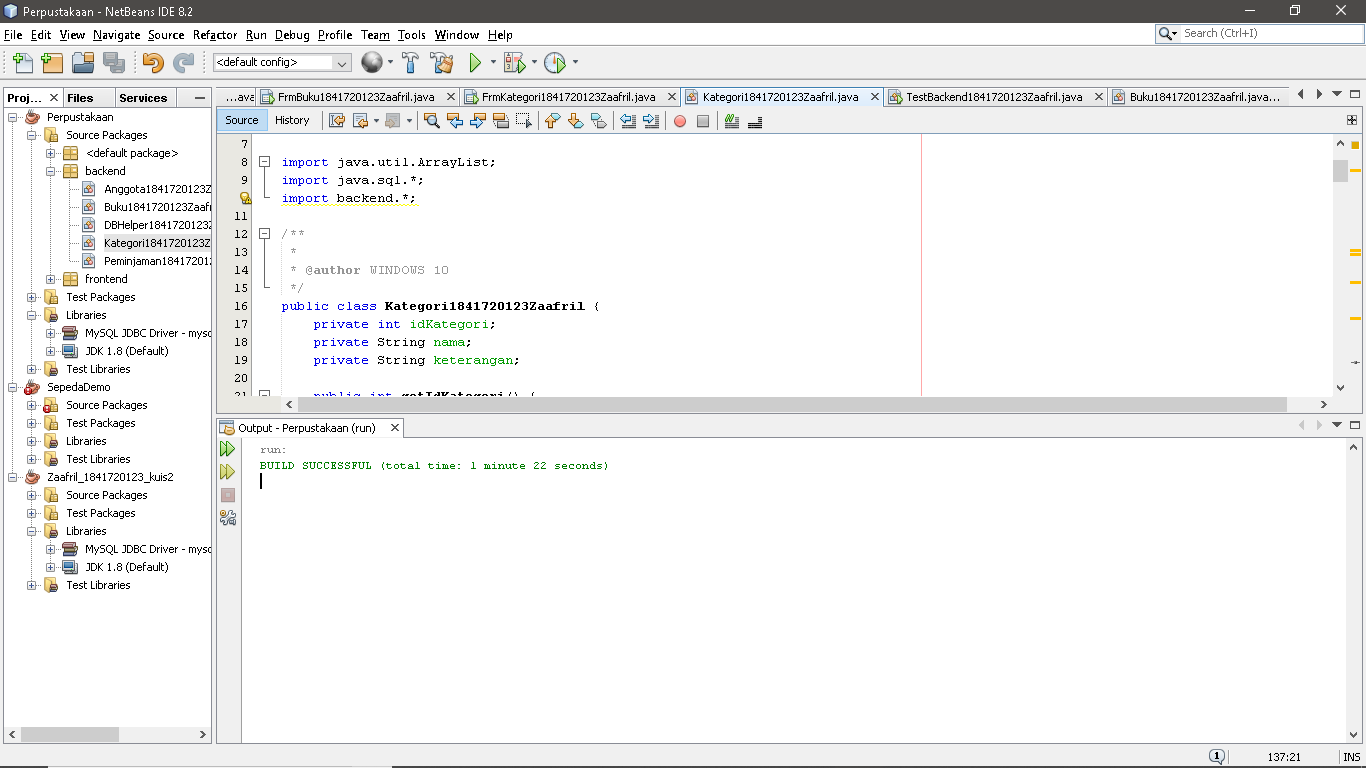 Perpustakaan - NetBeans IDE 8.2
File Edit View Navigate Source Refactor Run Debug Profile Team Tools Window Help
Search (Ctrl+I)
<default config>
Proj... Files Services
Perpustakaan
Source Packages
<default package>
backend
Anggota1841720123Z
Buku1841720123Zaafr
DBHelper1841720123Z
Kategori1841720123Z
Peminjaman18417201
frontend
Test Packages
Libraries
MySQL JDBC Driver - mysq
JDK 1.8 (Default)
Test Libraries
SepedaDemo
Source Packages
Test Packages
Libraries
Test Libraries
Zaafril_1841720123_kuis2
Source Packages
Test Packages
Libraries
MySQL JDBC Driver - mysq
JDK 1.8 (Default)
Test Libraries
...ava FrmBuku1841720123Zaafril.java FrmKategori1841720123Zaafril.java Kategori1841720123Zaafril.java TestBackend1841720123Zaafril.java Buku1841720123Zaafril.java...
Source History
7
8 import java.util.ArrayList;
9 import java.sql.*;
import backend.*;
11
12 /**
13 *
14 * @author WINDOWS 10
15 */
16 public class Kategori1841720123Zaafril {
17 private int idKategori;
18 private String nama;
19 private String keterangan;
20
21 public int getIdKategori() {
Output - Perpustakaan (run)
run:
BUILD SUCCESSFUL (total time: 1 minute 22 seconds)
1 137:21 INS